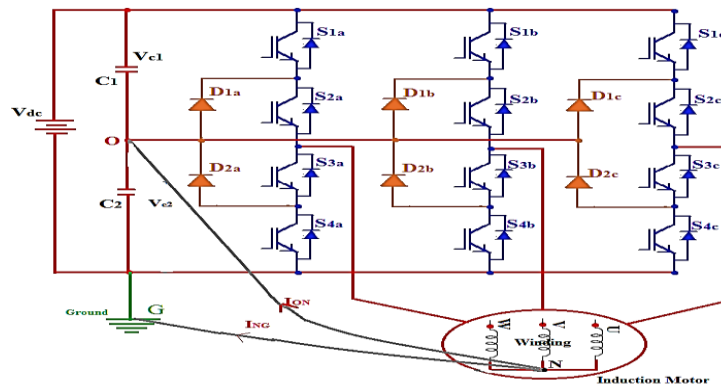 S1a
S1b
S1c
Vc1
C1
D1a
S2a
D1b
S2b
D1c
S2c
Vdc
O
D2a
S3a
D2b
S3b
D2c
S3c
C2
Vc2
S4a
S4b
S4c
Ground
G
ION
ING
W
V
U
Winding
N
Induction Motor